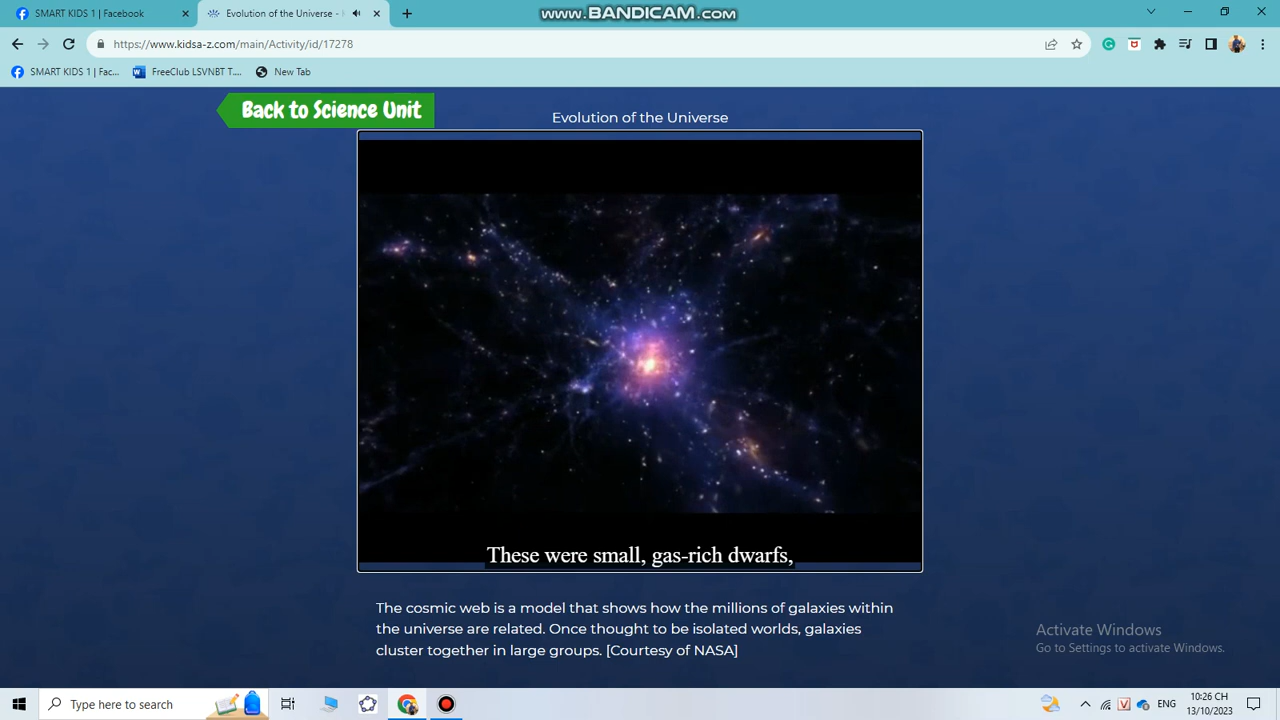 SMART KIDS | Facebook
Evolution of the Universe -
www.BANDICAM.com
https://www.kidsa-z.com/main/Activity/id/17278
SMART KIDS 1 | Fac...
FreeClub LSVNBT T....
New Tab
Back to Science Unit
Evolution of the Universe
These were small, gas-rich dwarfs,
The cosmic web is a model that shows how the millions of galaxies within
the universe are related. Once thought to be isolated worlds, galaxies
cluster together in large groups. [Courtesy of NASA]
Activate Windows
Go to Settings to activate Windows.
Type here to search
ENG
10:26 CH
13/10/2023